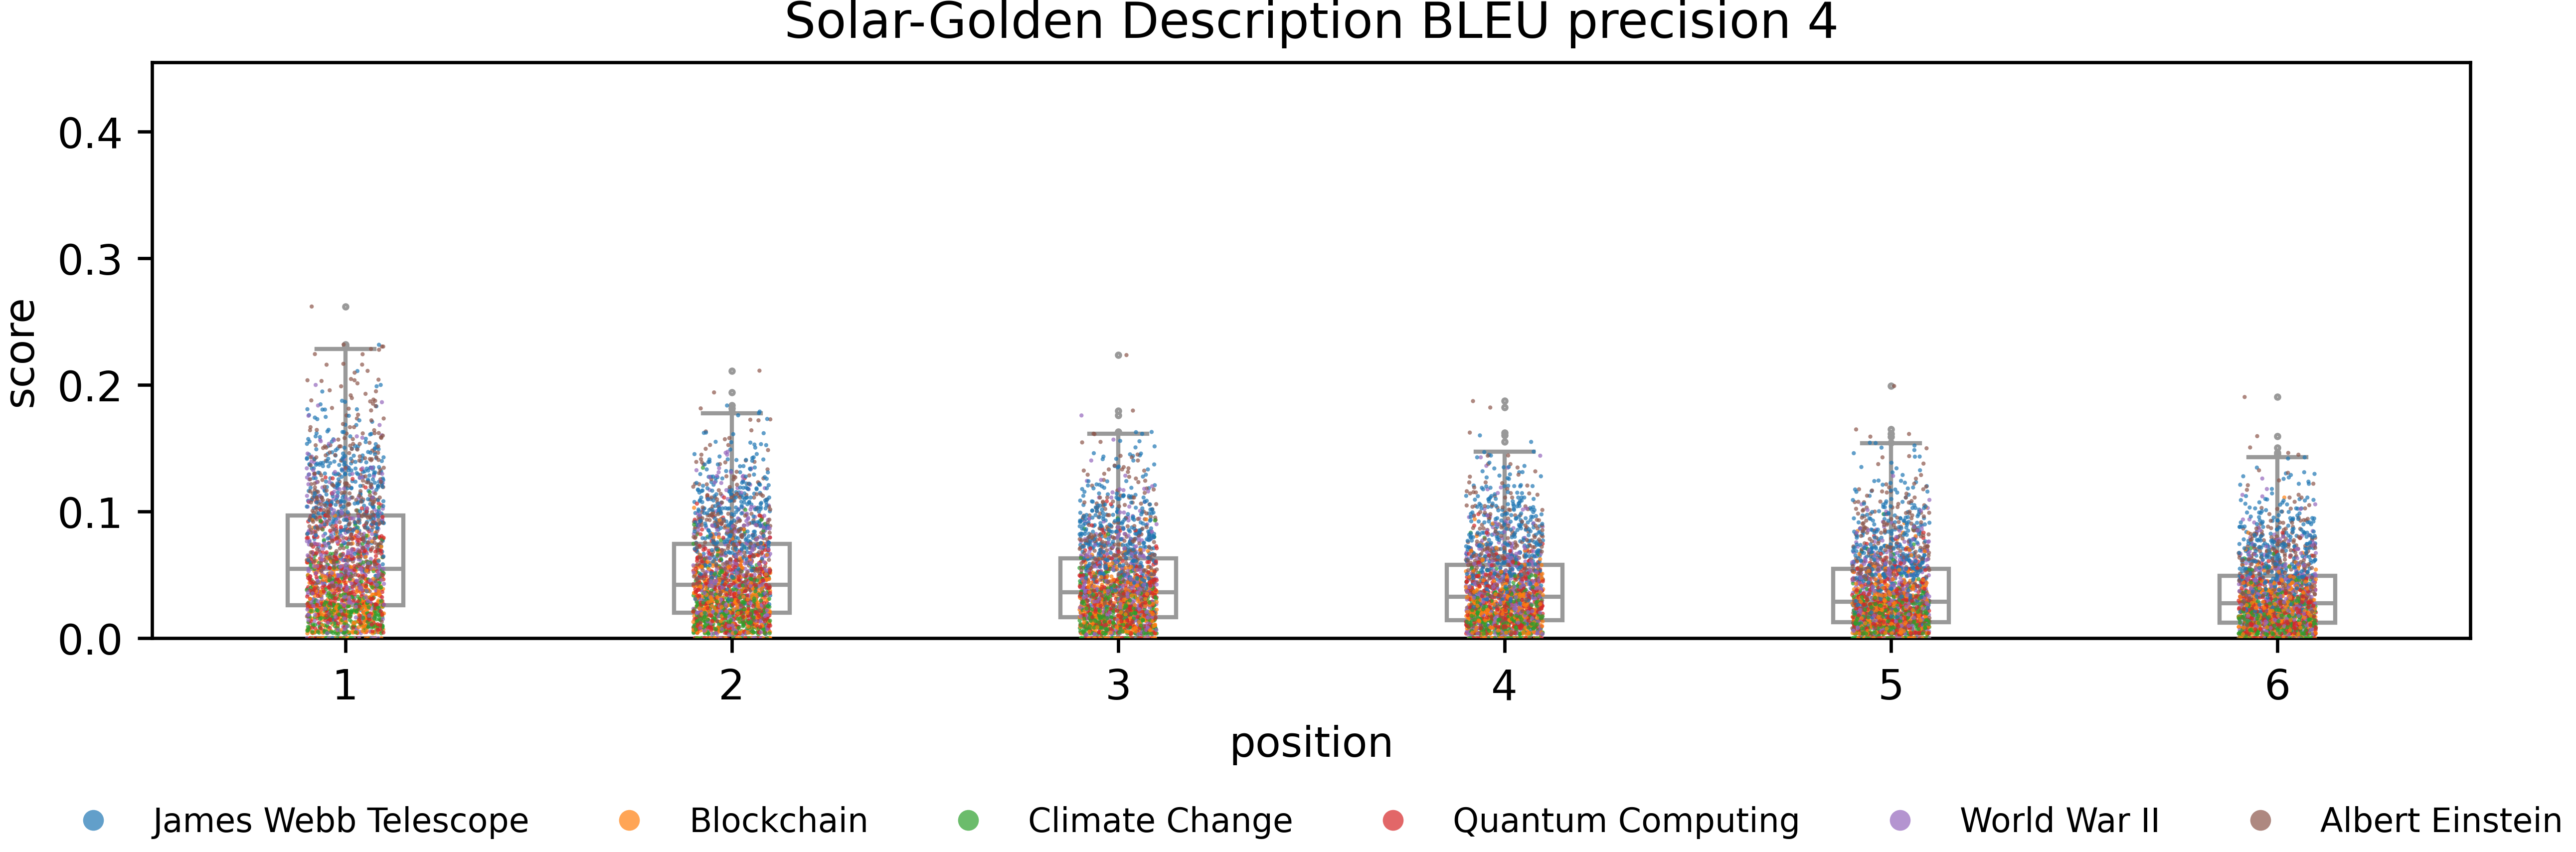 Solar-Golden Description BLEU precision 4
score
0.4
0.3
0.2
0.1
0.0
1 2 3 4 5 6
position
James Webb Telescope Blockchain Climate Change Quantum Computing World War II Albert Einstein